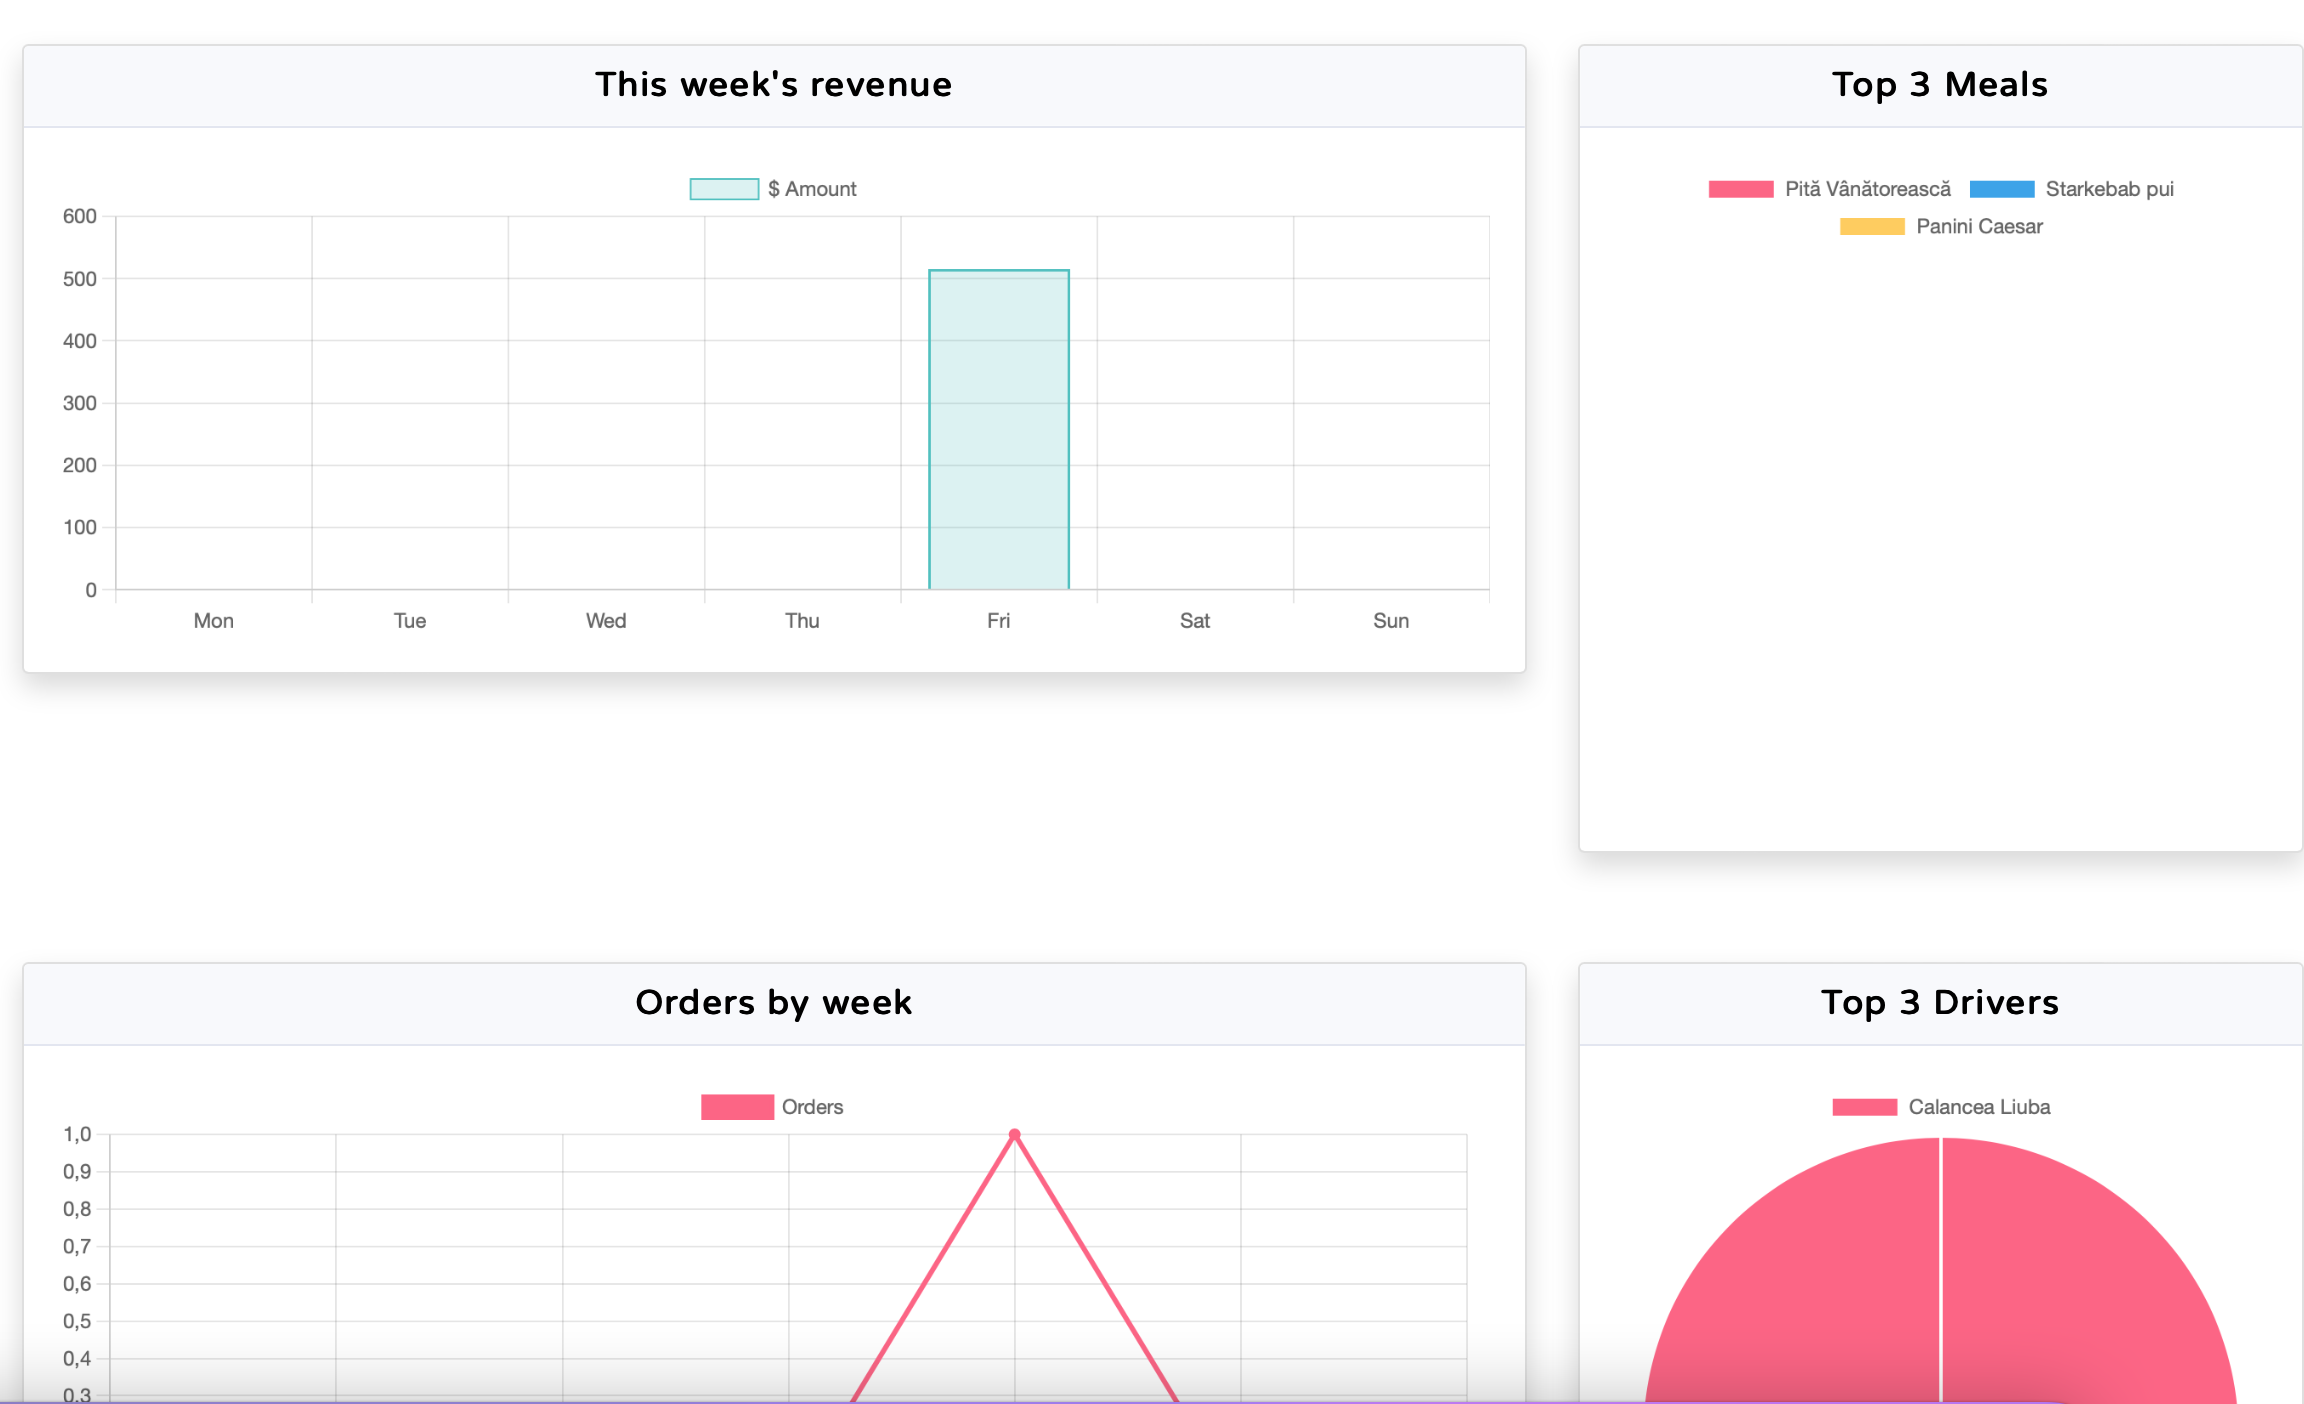 This week's revenue
$ Amount
600
500
400
300
200
100
0
Mon Tue Wed Thu Fri Sat Sun
Top 3 Meals
Pită Vânătorească Starkebab pui
Panini Caesar
Orders by week
Orders
1,0
0,9
0,8
0,7
0,6
0,5
0,4
0,3
Top 3 Drivers
Calancea Liuba